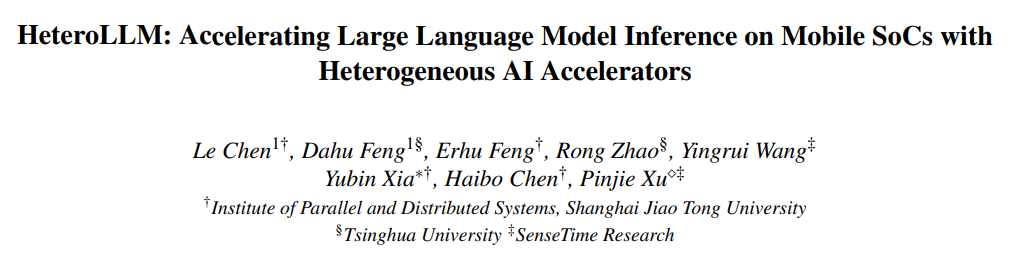 HeteroLLM: Accelerating Large Language Model Inference on Mobile SoCs with
Heterogeneous AI Accelerators
Le Chen¹†, Dahu Feng¹§, Erhu Feng†, Rong Zhao§, Yingrui Wang‡
Yubin Xia*†, Haibo Chen†, Pinjie Xu⋄‡
†Institute of Parallel and Distributed Systems, Shanghai Jiao Tong University
§Tsinghua University ‡SenseTime Research